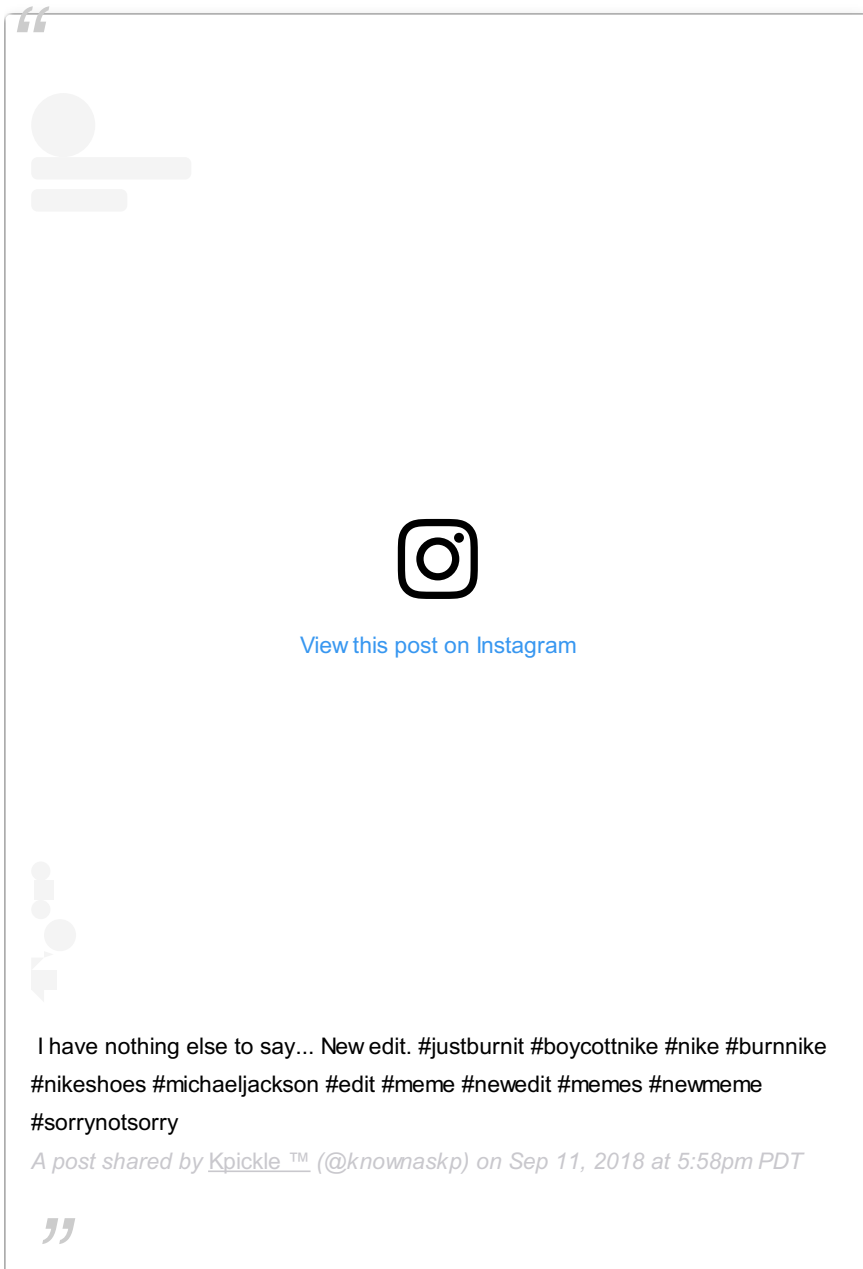 “
View this post on Instagram
I have nothing else to say... New edit. #justburnit #boycottnike #nike #burnnike
#nikeshoes #michaeljackson #edit #meme #newedit #memes #newmeme
#sorrynotsorry
A post shared by Kpickle ™ (@knownaskp) on Sep 11, 2018 at 5:58pm PDT
”